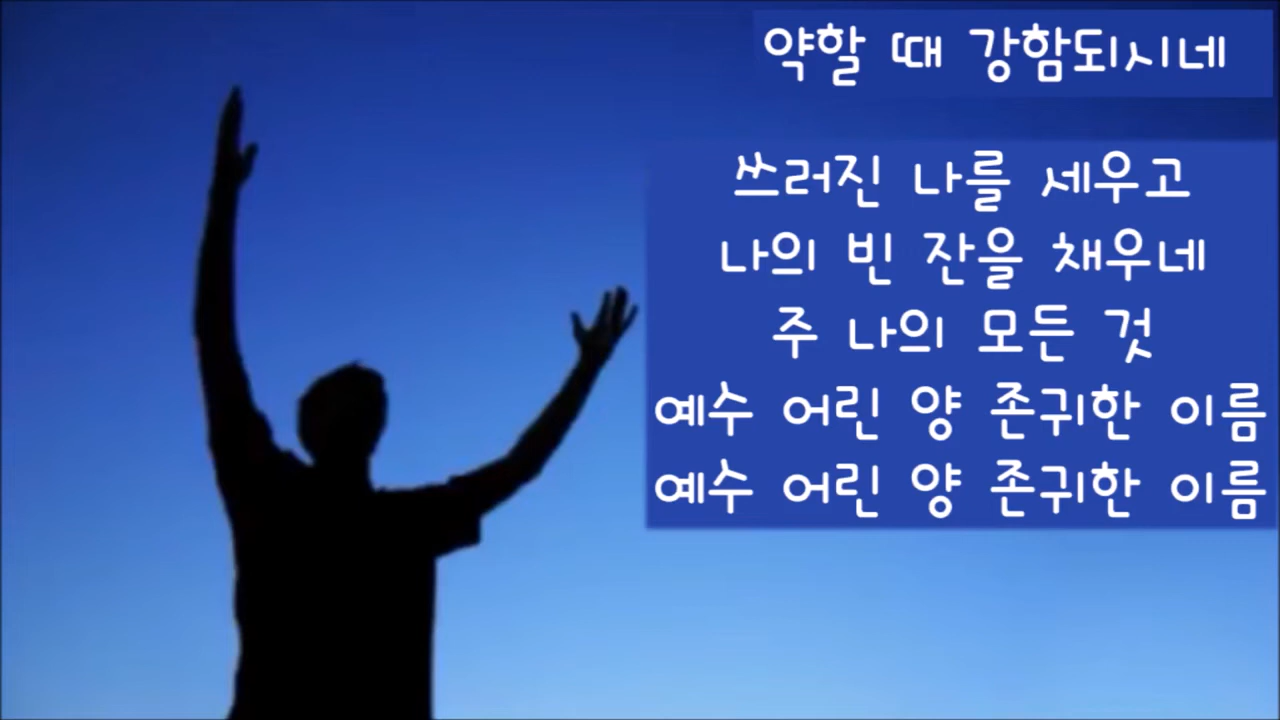 약할 때 강함되시네
쓰러진 나를 세우고
나의 빈 잔을 채우네
주 나의 모든 것
예수 어린 양 존귀한 이름
예수 어린 양 존귀한 이름